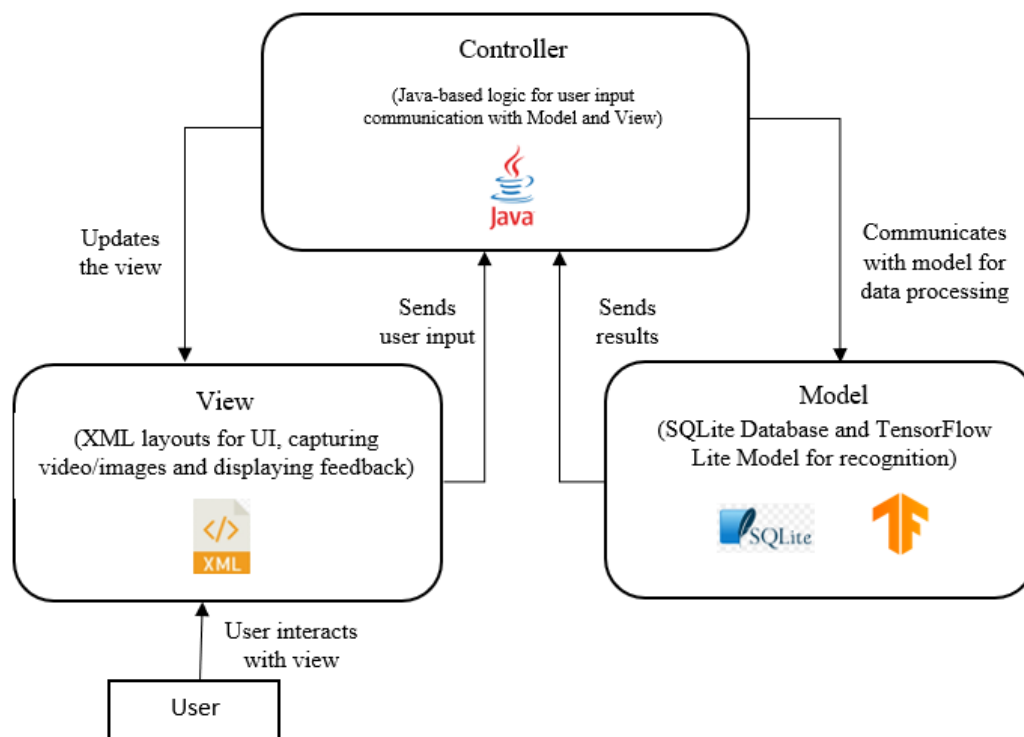 Controller
(Java-based logic for user input
communication with Model and View)
Java
Updates
the view
Sends
user input
Sends
results
Communicates
with model for
data processing
View
(XML layouts for UI, capturing
video/images and displaying feedback)
</>
XML
Model
(SQLite Database and TensorFlow
Lite Model for recognition)
SQLite
User interacts
with view
User